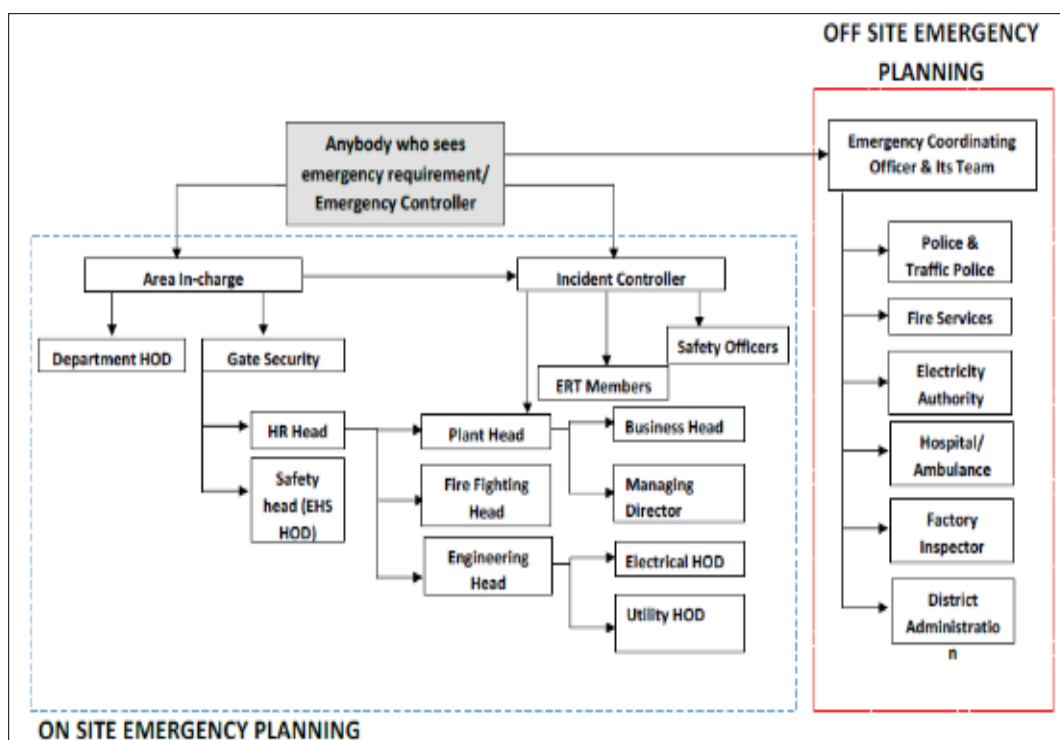 OFF SITE EMERGENCY
PLANNING
Anybody who sees
emergency requirement/
Emergency Controller
Emergency Coordinating
Officer & Its Team
Police &
Traffic Police
Fire Services
Electricity
Authority
Hospital/
Ambulance
Factory
Inspector
District
Administratio
n
Area In-charge
Incident Controller
Department HOD
Gate Security
Safety Officers
ERT Members
HR Head
Plant Head
Business Head
Safety
head (EHS
HOD)
Fire Fighting
Head
Managing
Director
Engineering
Head
Electrical HOD
Utility HOD
ON SITE EMERGENCY PLANNING